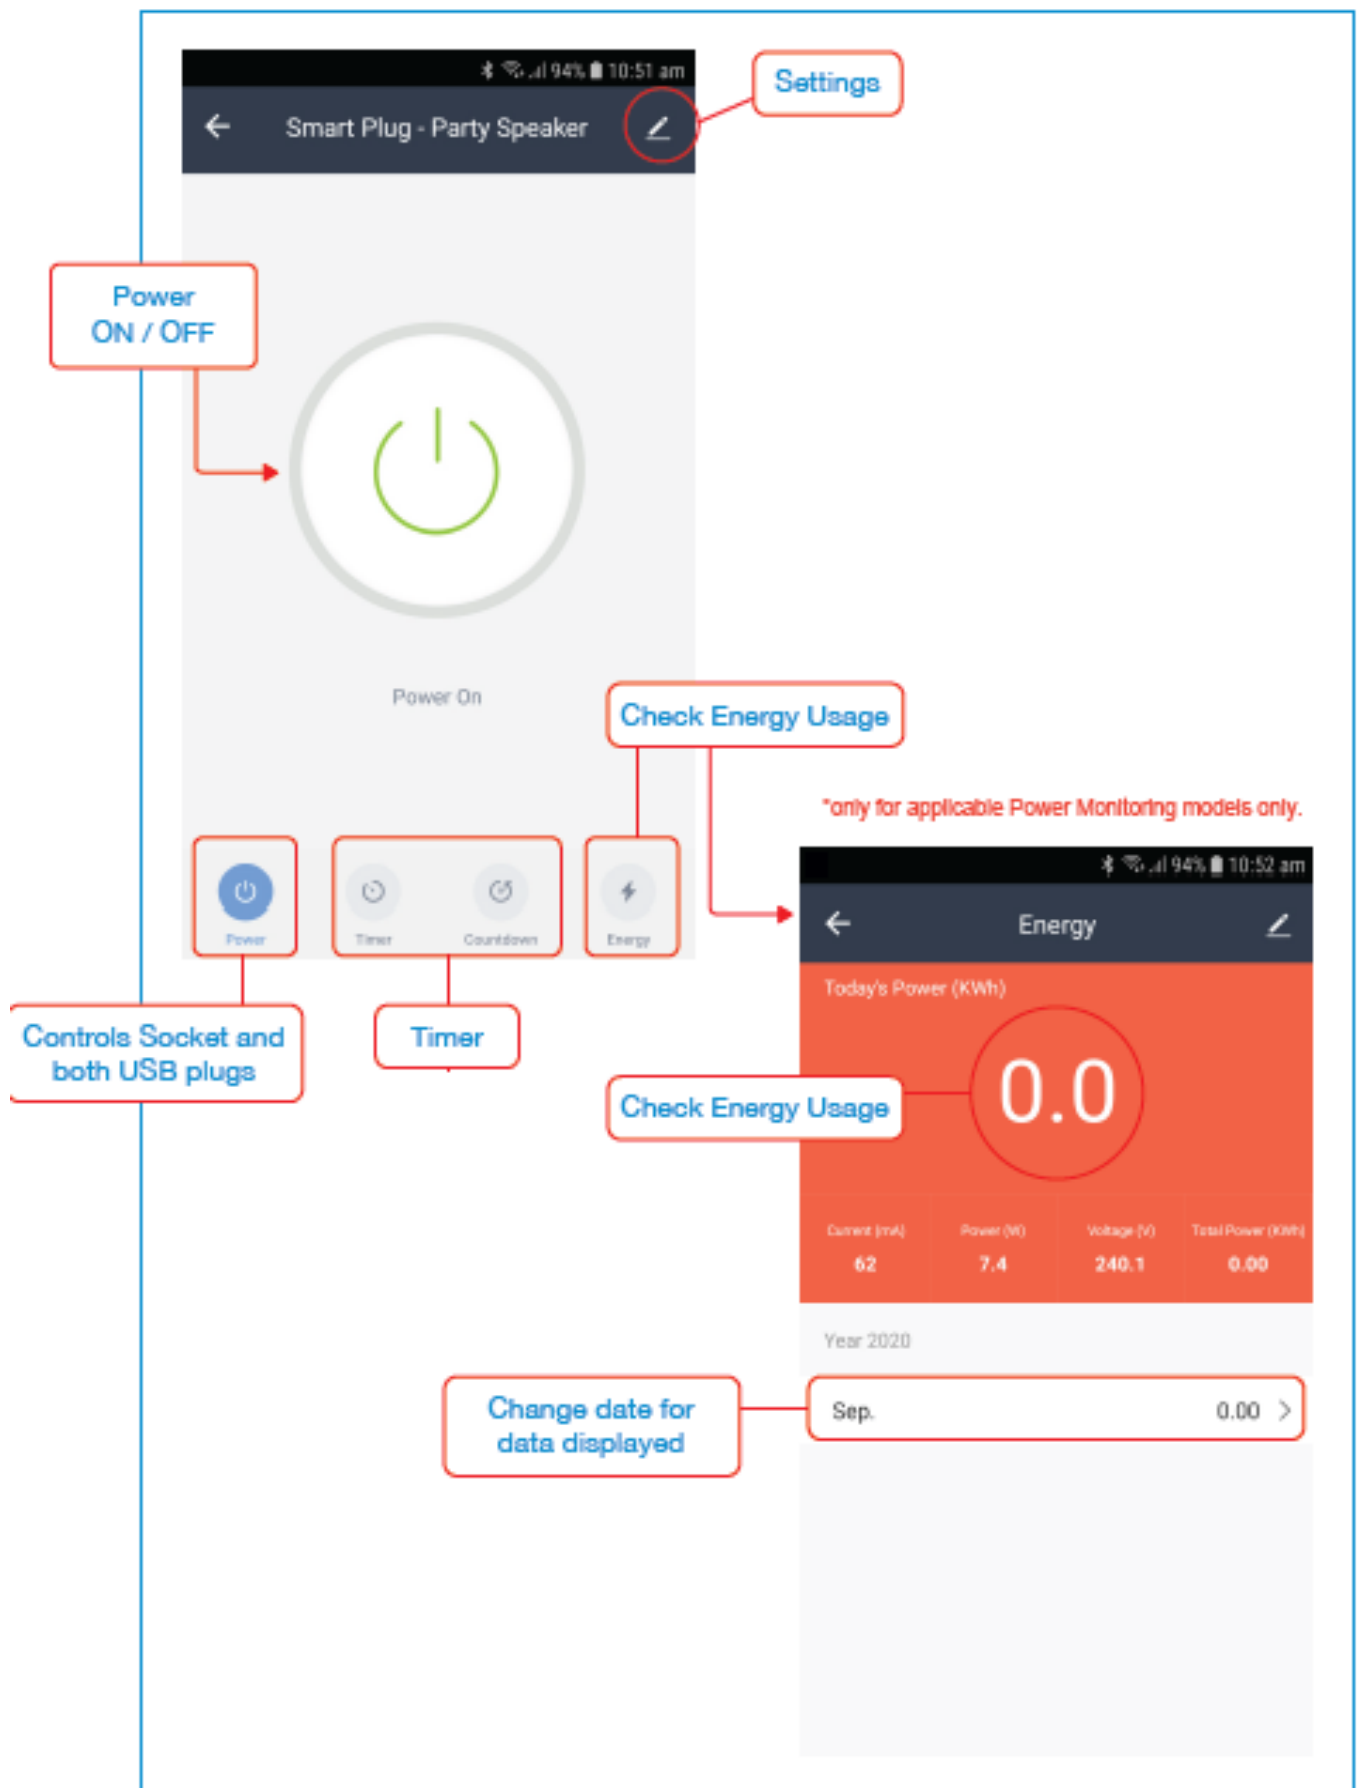 94% 10:51 am
Settings
Smart Plug - Party Speaker
Power
ON / OFF
Power On
Check Energy Usage
*only for applicable Power Monitoring models only.
Power
Timer
Countdown
Energy
Controls Socket and
both USB plugs
Timer
94% 10:52 am
Energy
Today's Power (KWh)
0.0
Check Energy Usage
Current (mA) Power (W) Voltage (V) Total Power (KWh)
62 7.4 240.1 0.00
Year 2020
Change date for
data displayed
Sep. 0.00